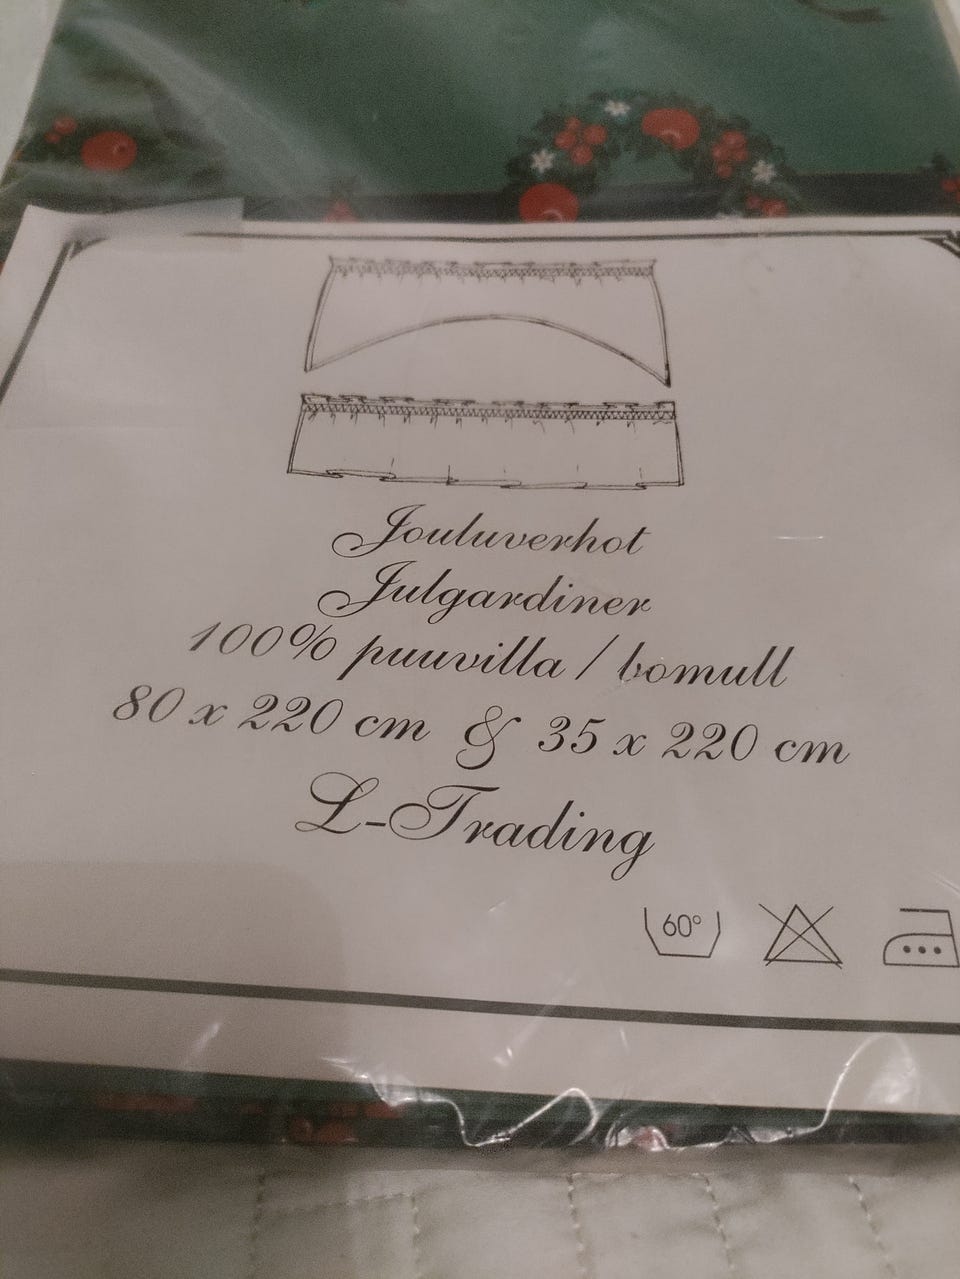 Jouluverhot
Julgardiner
100% puuvilla / bomull
80 x 220 cm & 35 x 220 cm
L-Trading
60°